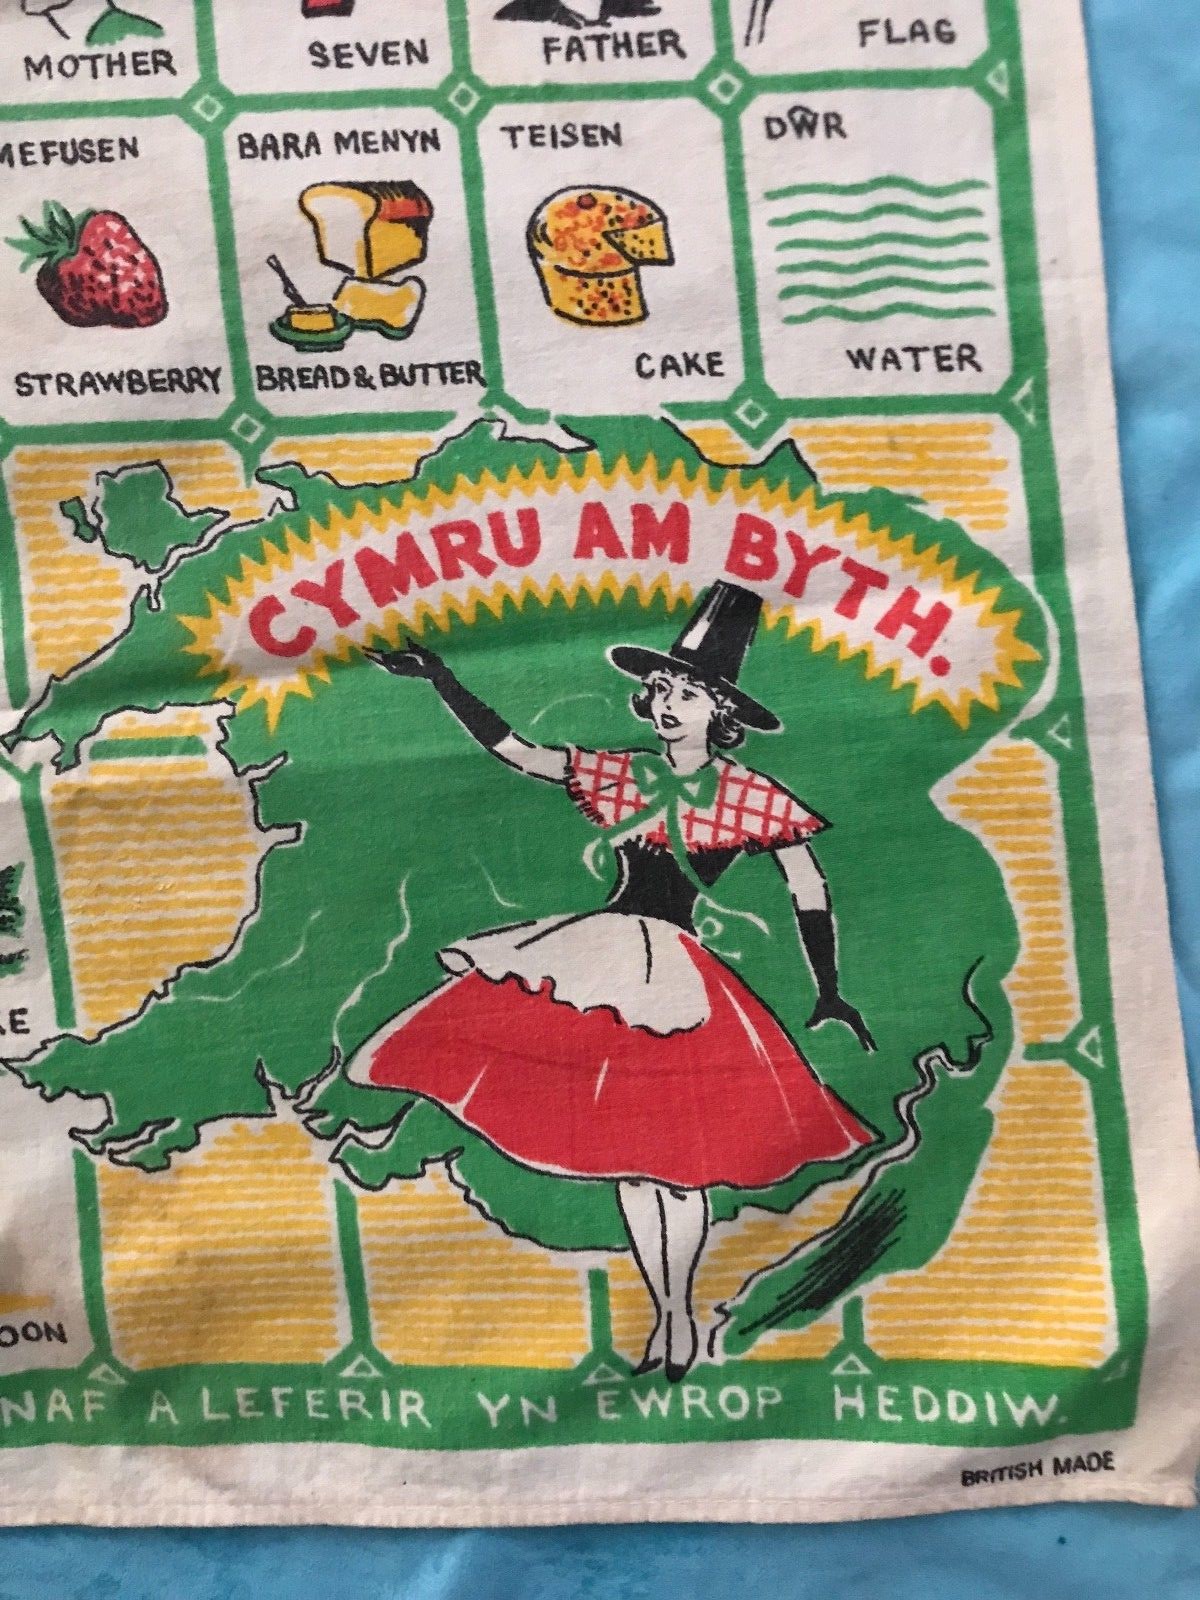 MOTHER
SEVEN
FATHER
FLAG
MEFUSEN
BARA MENYN
TEISEN
DŴR
STRAWBERRY
BREAD & BUTTER
CAKE
WATER
CYMRU AM BYTH.
A LEFERIR YN EWROP HEDDIW.
BRITISH MADE